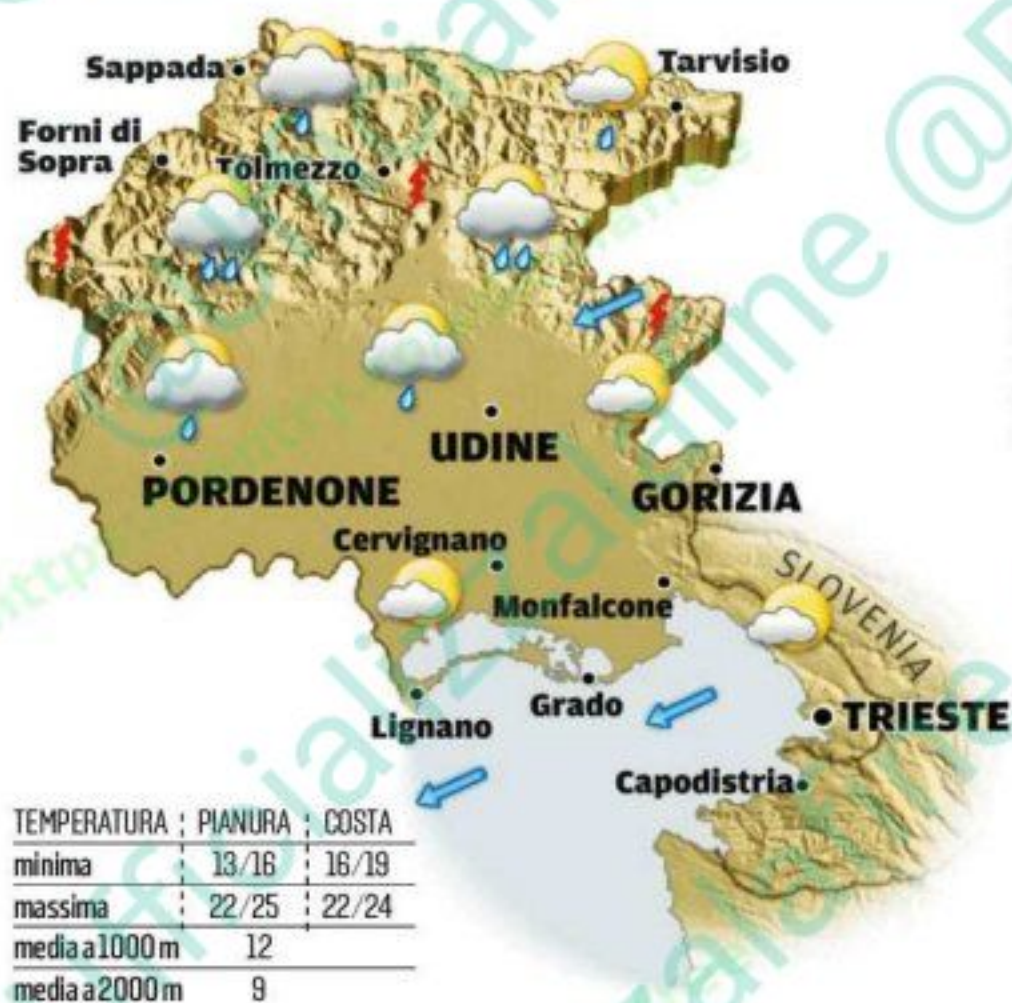 Sappada
Tarvisio
Forni di
Sopra
Tolmezzo
UDINE
PORDENONE
GORIZIA
Cervignano
SLOVENIA
Monfalcone
Grado
Lignano
TRIESTE
Capodistria
TEMPERATURA PIANURA COSTA
minima 13/16 16/19
massima 22/25 22/24
media a 1000 m 12
media a 2000 m 9